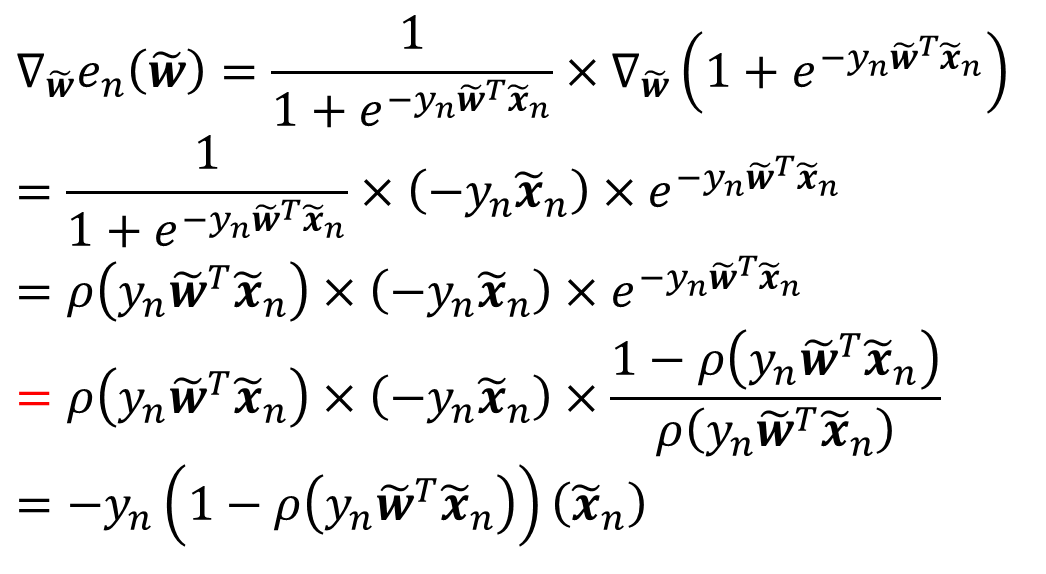 ∇_w̃ e_n(w̃) = 1/(1 + e^{−y_n w̃^T x̃_n}) × ∇_w̃ (1 + e^{−y_n w̃^T x̃_n})
= 1/(1 + e^{−y_n w̃^T x̃_n}) × (−y_n x̃_n) × e^{−y_n w̃^T x̃_n}
= ρ(y_n w̃^T x̃_n) × (−y_n x̃_n) × e^{−y_n w̃^T x̃_n}
= ρ(y_n w̃^T x̃_n) × (−y_n x̃_n) × (1 − ρ(y_n w̃^T x̃_n))/(ρ(y_n w̃^T x̃_n))
= −y_n (1 − ρ(y_n w̃^T x̃_n)) (x̃_n)